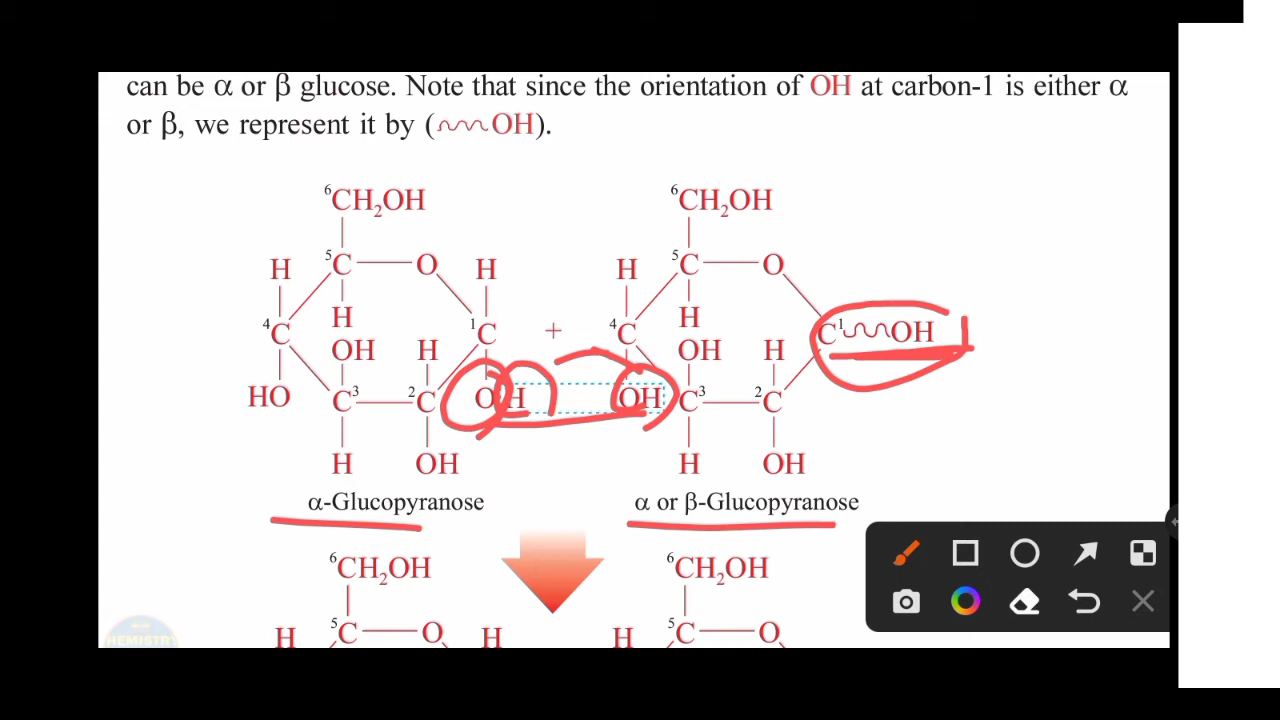 can be α or β glucose. Note that since the orientation of OH at carbon-1 is either α
or β, we represent it by (OH).
6CH2OH 6CH2OH
H 5C O H H 5C O
4C H 1C + 4C H C1 OH
OH H OH H
HO C3 2C OH OH C3 2C
H OH H OH
α-Glucopyranose α or β-Glucopyranose
6CH2OH 6CH2OH
H 5C O H H 5C O
HEMISTR